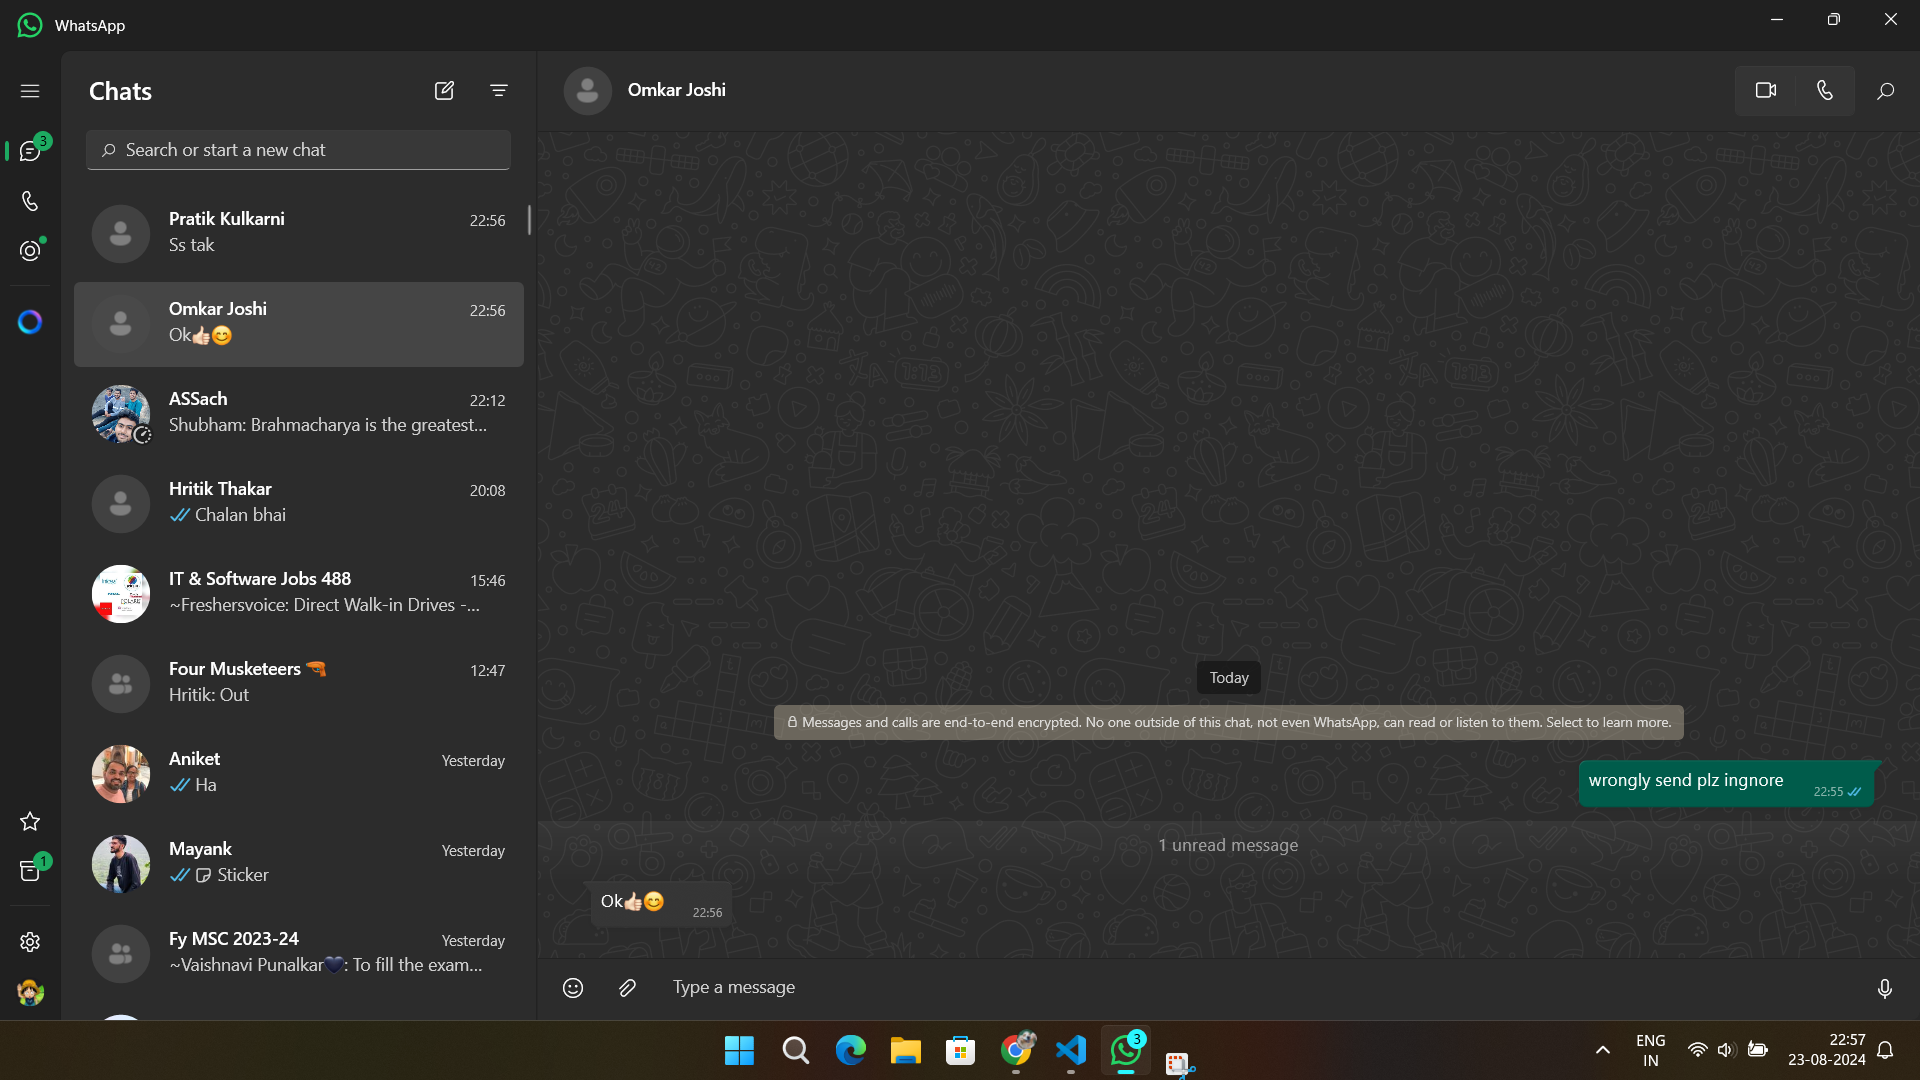 WhatsApp
Chats
3
Search or start a new chat
Pratik Kulkarni
22:56
Ss tak
Omkar Joshi
22:56
Ok👍🏻😊
ASSach
22:12
Shubham: Brahmacharya is the greatest...
Hritik Thakar
20:08
Chalan bhai
IT & Software Jobs 488
15:46
~Freshersvoice: Direct Walk-in Drives -...
Four Musketeers 🔫
12:47
Hritik: Out
Aniket
Yesterday
Ha
Mayank
Yesterday
Sticker
1
Fy MSC 2023-24
Yesterday
~Vaishnavi Punalkar🖤: To fill the exam...
Omkar Joshi
Today
Messages and calls are end-to-end encrypted. No one outside of this chat, not even WhatsApp, can read or listen to them. Select to learn more.
wrongly send plz ingnore
22:55
1 unread message
Ok👍🏻😊
22:56
Type a message
3
ENG
IN
22:57
23-08-2024